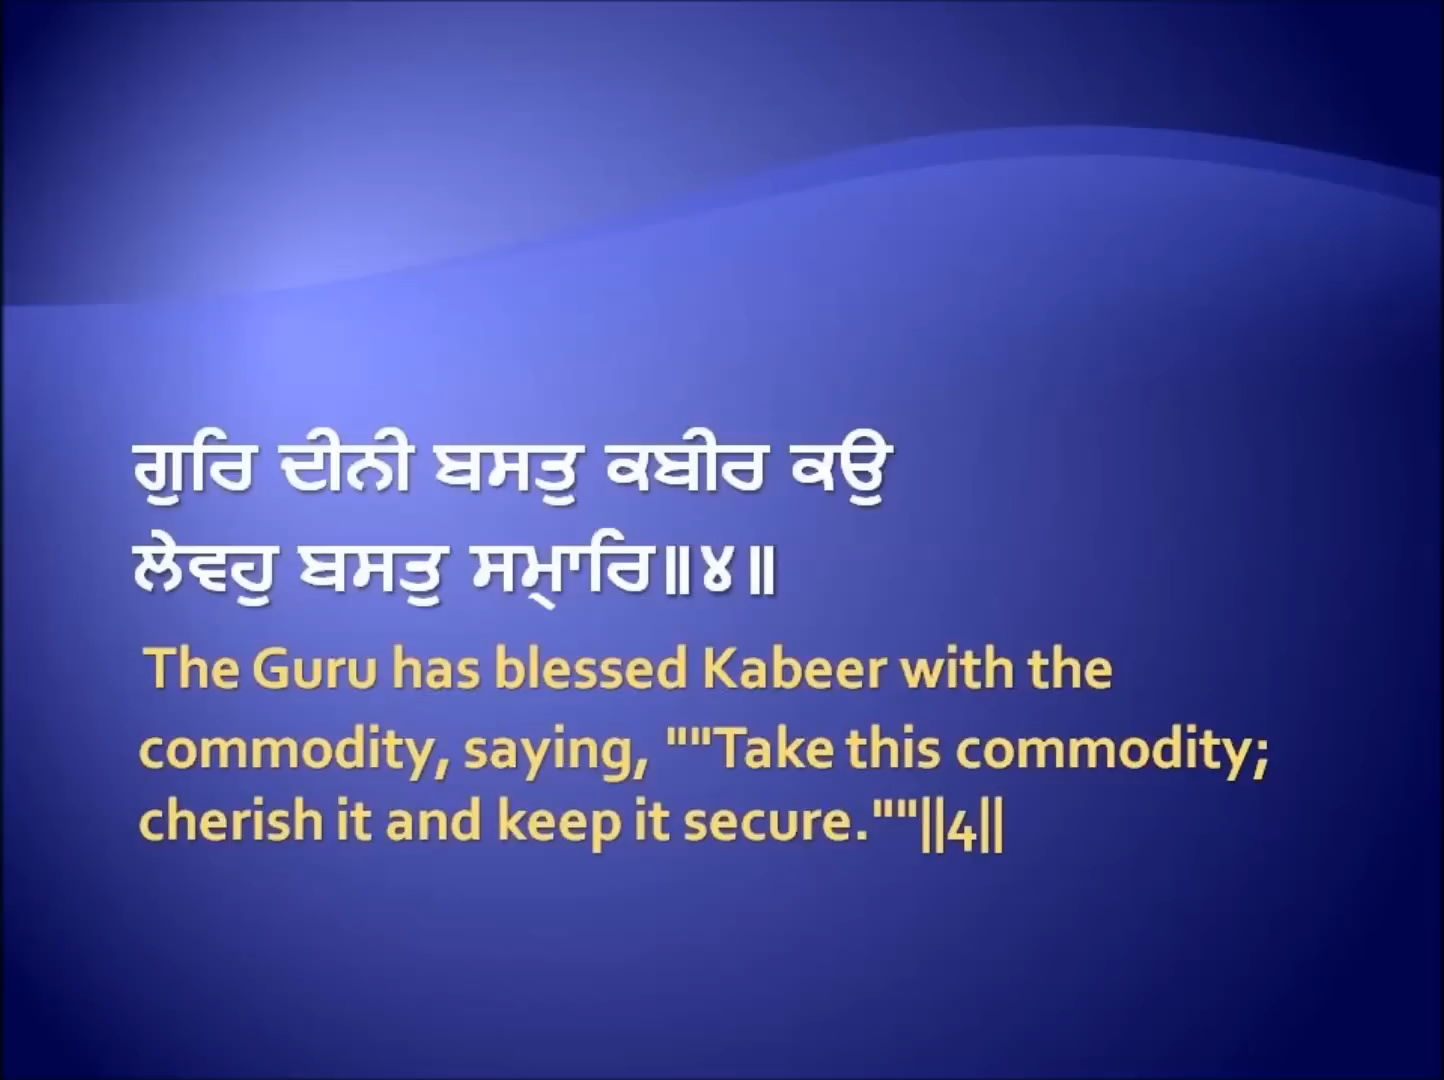 ਗੁਰਿ ਦੀਨੀ ਬਸਤੁ ਕਬੀਰ ਕਉ
ਲੇਵਹੁ ਬਸਤੁ ਸਮ੍ਾਰਿ॥੪॥
The Guru has blessed Kabeer with the
commodity, saying, ""Take this commodity;
cherish it and keep it secure.""||4||